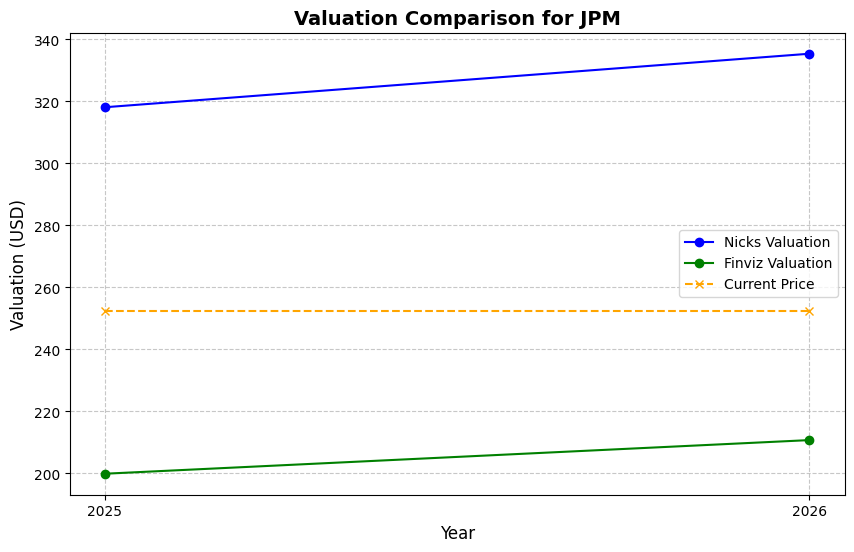 Valuation Comparison for JPM
340
320
300
280
260
240
220
200
Valuation (USD)
Nicks Valuation
Finviz Valuation
Current Price
2025
2026
Year